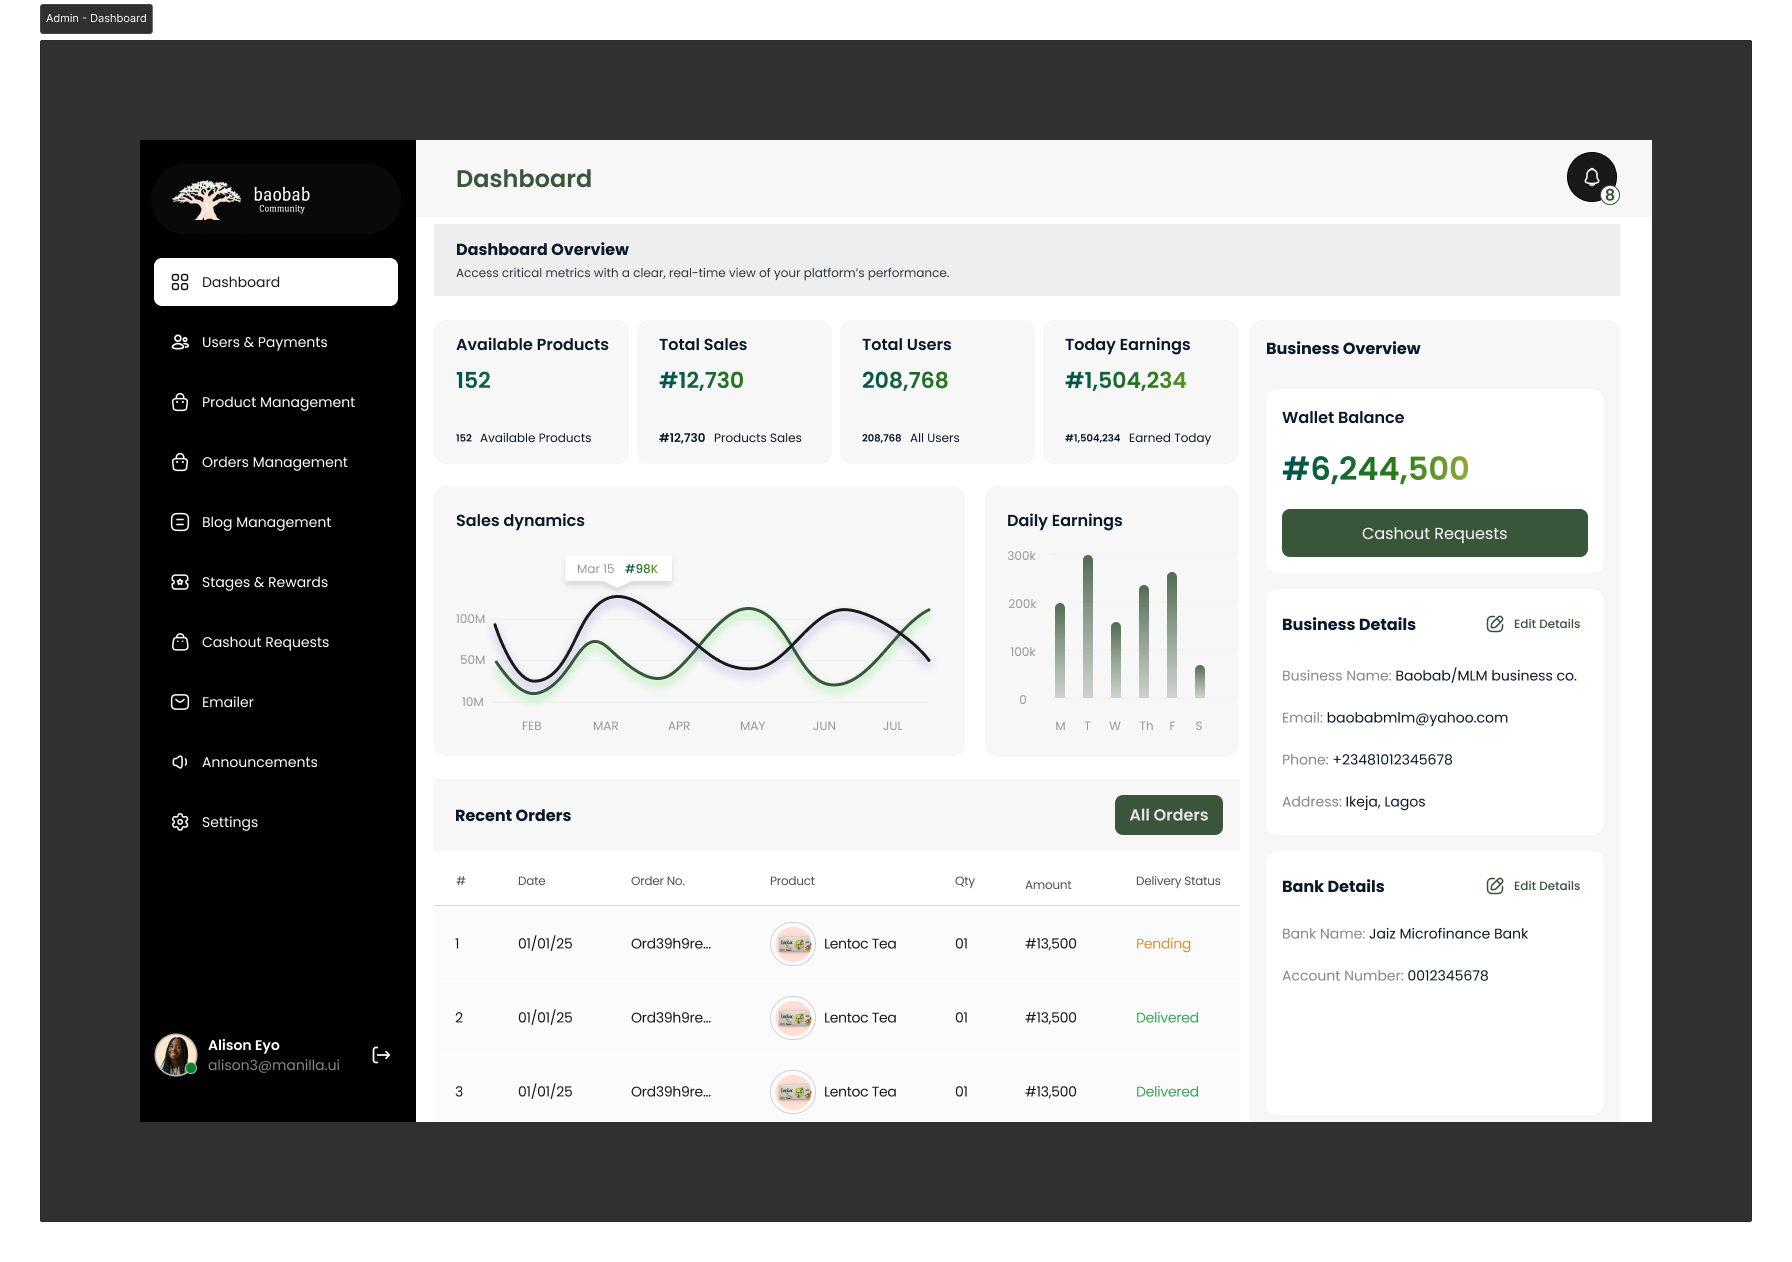 Admin - Dashboard
baobab
Community
Dashboard
Users & Payments
Product Management
Orders Management
Blog Management
Stages & Rewards
Cashout Requests
Emailer
Announcements
Settings
Alison Eyo
alison3@manilla.ui
Dashboard
8
Dashboard Overview
Access critical metrics with a clear, real-time view of your platform's performance.
Available Products
152
152 Available Products
Total Sales
#12,730
#12,730 Products Sales
Total Users
208,768
208,768 All Users
Today Earnings
#1,504,234
#1,504,234 Earned Today
Sales dynamics
Mar 15 #98K
100M
50M
10M
FEB MAR APR MAY JUN JUL
Daily Earnings
300k
200k
100k
0
M T W Th F S
Recent Orders
All Orders
# Date Order No. Product Qty Amount Delivery Status
1 01/01/25 Ord39h9re... Lentoc Tea 01 #13,500 Pending
2 01/01/25 Ord39h9re... Lentoc Tea 01 #13,500 Delivered
3 01/01/25 Ord39h9re... Lentoc Tea 01 #13,500 Delivered
Business Overview
Wallet Balance
#6,244,500
Cashout Requests
Business Details
Edit Details
Business Name: Baobab/MLM business co.
Email: baobabmlm@yahoo.com
Phone: +23481012345678
Address: Ikeja, Lagos
Bank Details
Edit Details
Bank Name: Jaiz Microfinance Bank
Account Number: 0012345678